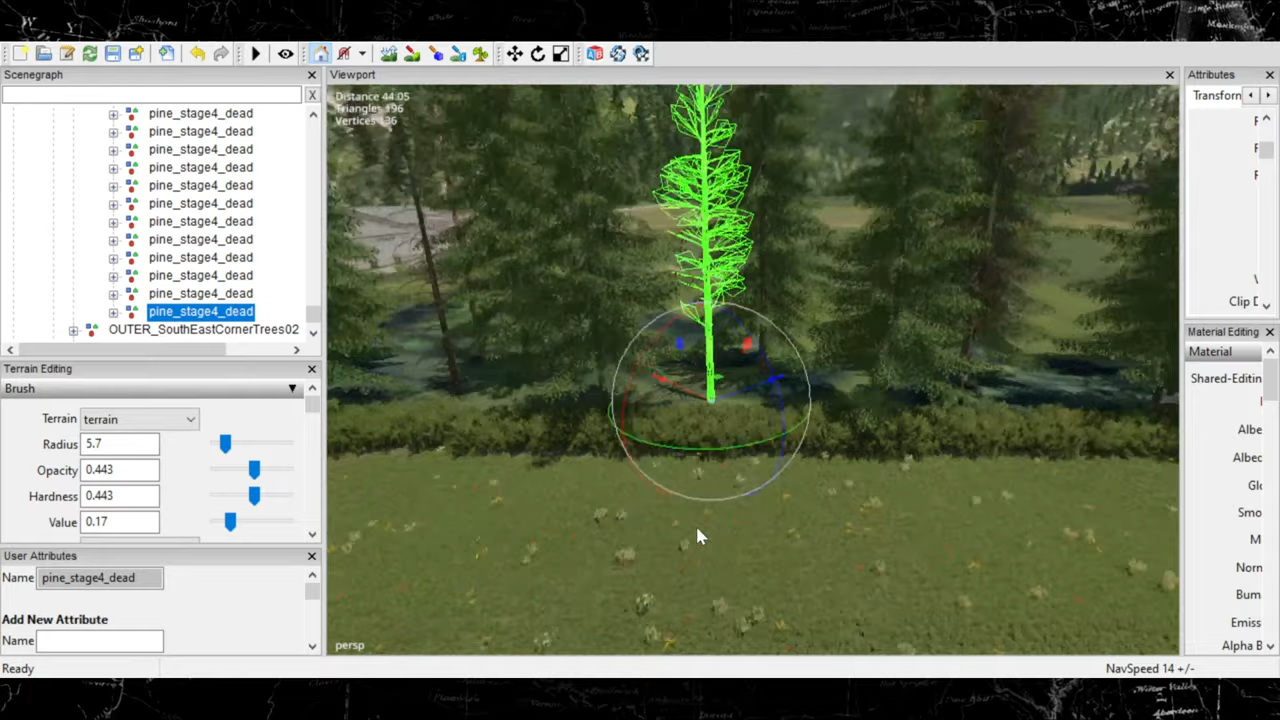 Scenegraph
X
pine_stage4_dead
pine_stage4_dead
pine_stage4_dead
pine_stage4_dead
pine_stage4_dead
pine_stage4_dead
pine_stage4_dead
pine_stage4_dead
pine_stage4_dead
pine_stage4_dead
pine_stage4_dead
pine_stage4_dead
OUTER_SouthEastCornerTrees02
Terrain Editing
Brush
Terrain terrain
Radius 5.7
Opacity 0.443
Hardness 0.443
Value 0.17
User Attributes
Name pine_stage4_dead
Add New Attribute
Name
Ready
Viewport
Distance 44.05
Triangles 196
Vertices 136
persp
Attributes
Transform
Clip D
Material Editing
Material
Shared-Editin
Albe
Albec
Glo
Smo
M
Norn
Bum
Emiss
Alpha B
NavSpeed 14 +/-